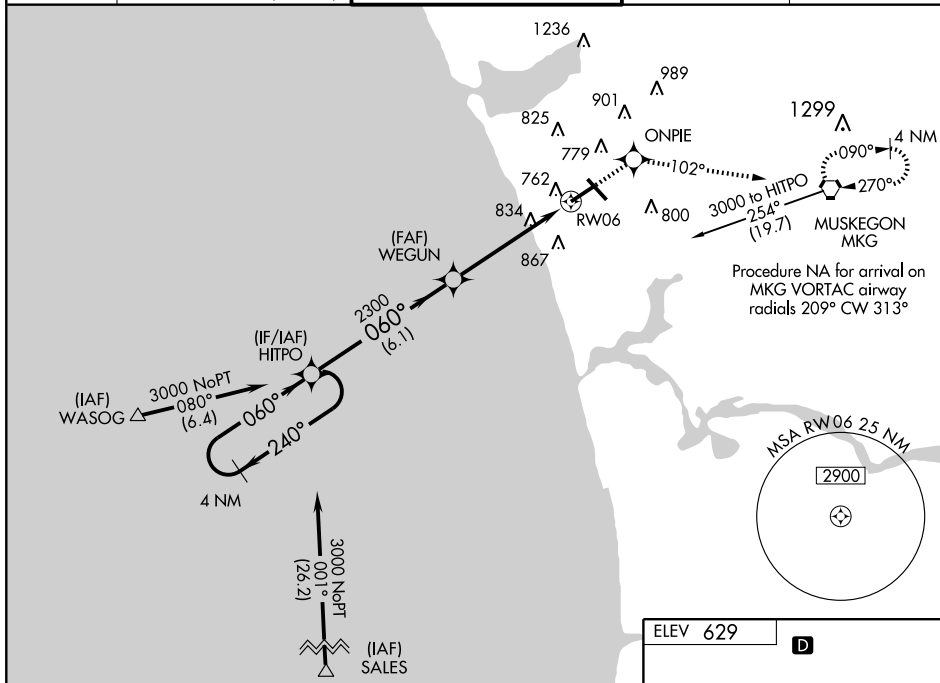 1236
989
901
825
1299
ONPIE
4 NM
090°
779
102°
270°
762
3000 to HITPO
254°
(19.7)
834
800
RW06
MUSKEGON
MKG
867
(FAF)
WEGUN
Procedure NA for arrival on
MKG VORTAC airway
radials 209° CW 313°
2300
060°
(6.1)
(IF/IAF)
HITPO
(IAF)
WASOG
3000 NoPT
080°
(6.4)
060°
240°
4 NM
MSA RW06 25 NM
2900
3000 NoPT
001°
(26.2)
(IAF)
SALES
ELEV 629
D